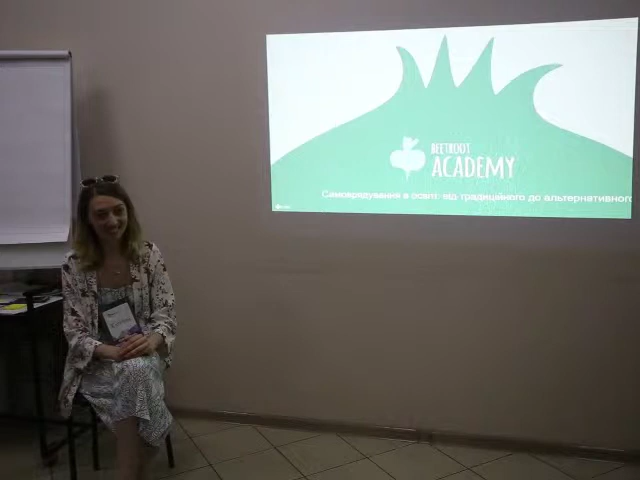 BEETROOT
ACADEMY
Самоврядування в освіті: від традиційного до альтернативного